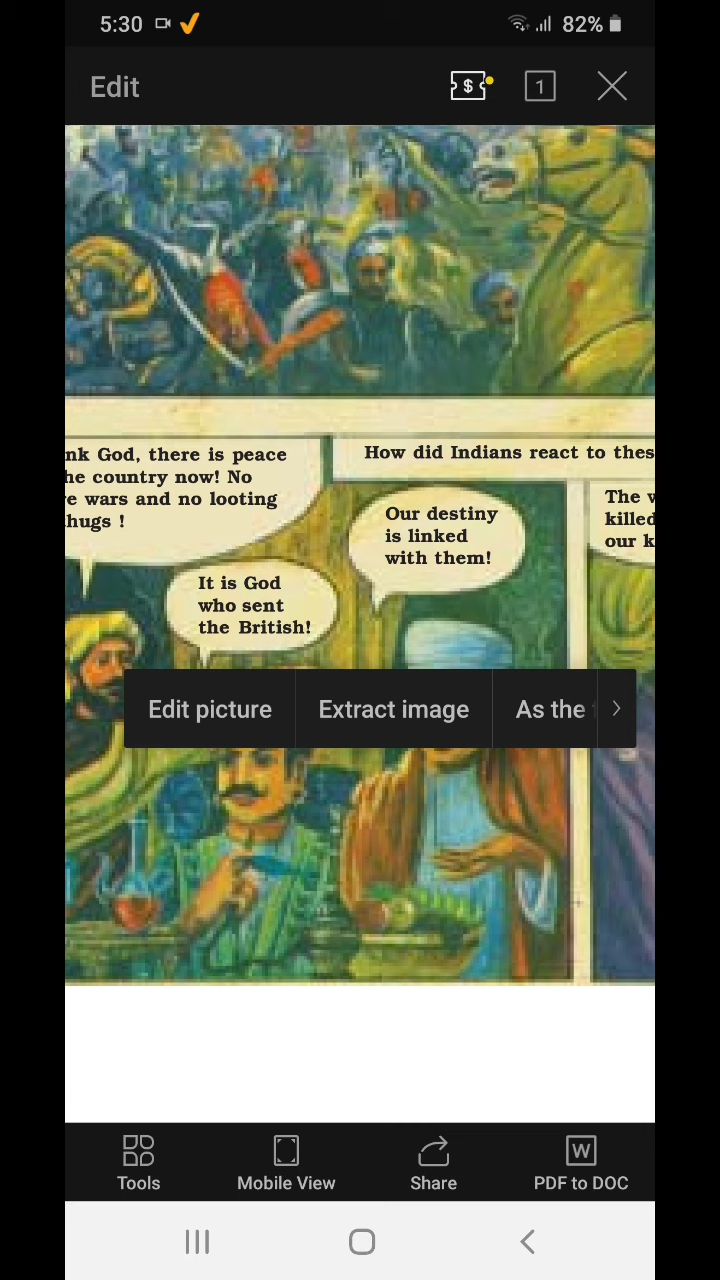 5:30
82%
Edit
$
1
nk God, there is peace
he country now! No
e wars and no looting
hugs !
How did Indians react to thes
Our destiny
is linked
with them!
The
killed
our k
It is God
who sent
the British!
Edit picture
Extract image
As the
Tools
Mobile View
Share
W
PDF to DOC